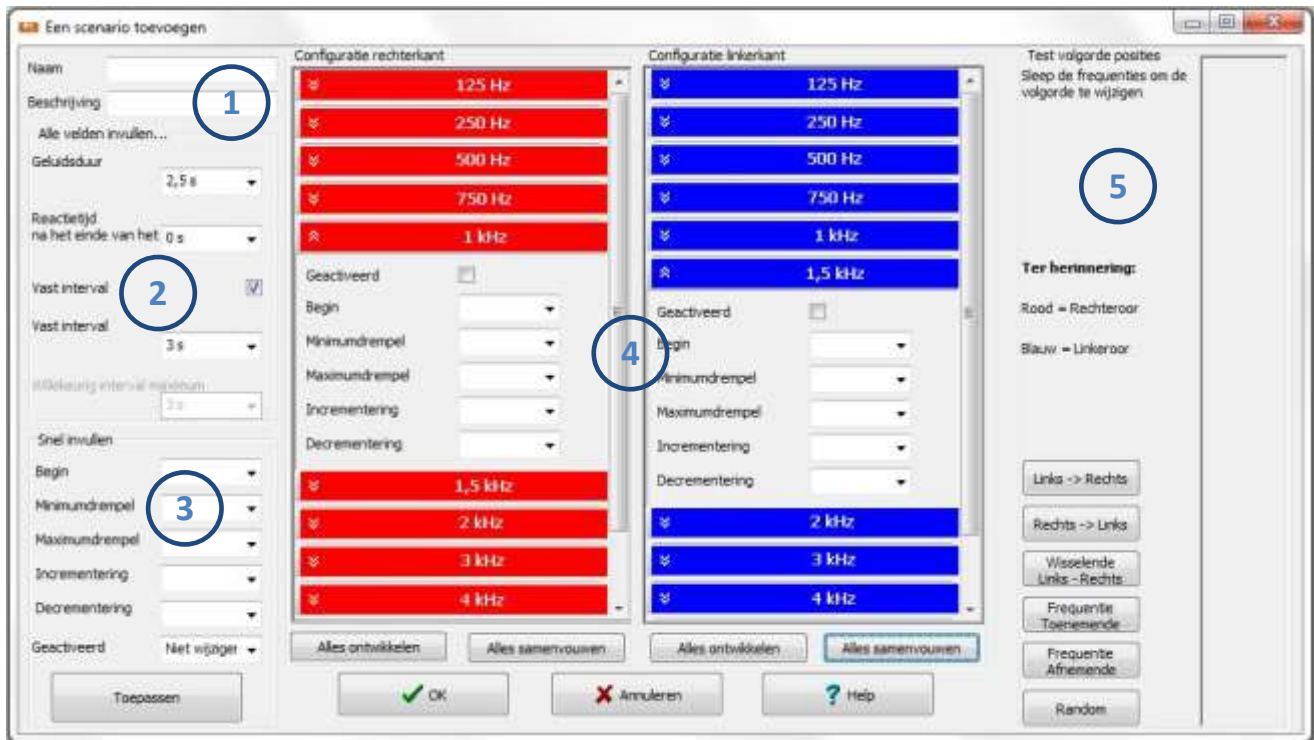 Een scenario toevoegen
Naam
Beschrijving
1
Alle velden invullen...
Geluidsduur
2,5 s
Reactietijd
na het einde van het
0 s
Vast interval
2
Vast interval
3 s
Willekeurig interval maximum
3 s
Snel invullen
Begin
Minimumdrempel
3
Maximumdrempel
Incrementering
Decrementering
Geactiveerd
Niet wijziger
Toepassen
Configuratie rechterkant
125 Hz
250 Hz
500 Hz
750 Hz
1 kHz
Geactiveerd
Begin
Minimumdrempel
Maximumdrempel
Incrementering
Decrementering
1,5 kHz
2 kHz
3 kHz
4 kHz
Alles ontwikkelen
Alles samenvouwen
4
Configuratie linkerkant
125 Hz
250 Hz
500 Hz
750 Hz
1 kHz
1,5 kHz
Geactiveerd
Begin
Minimumdrempel
Maximumdrempel
Incrementering
Decrementering
2 kHz
3 kHz
4 kHz
Alles ontwikkelen
Alles samenvouwen
OK
Annuleren
? Help
Test volgorde posities
Sleep de frequenties om de
volgorde te wijzigen
5
Ter herinnering:
Rood = Rechteroor
Blauw = Linkeroor
Links -> Rechts
Rechts -> Links
Wisselende
Links - Rechts
Frequentie
Toenemende
Frequentie
Afnemende
Random